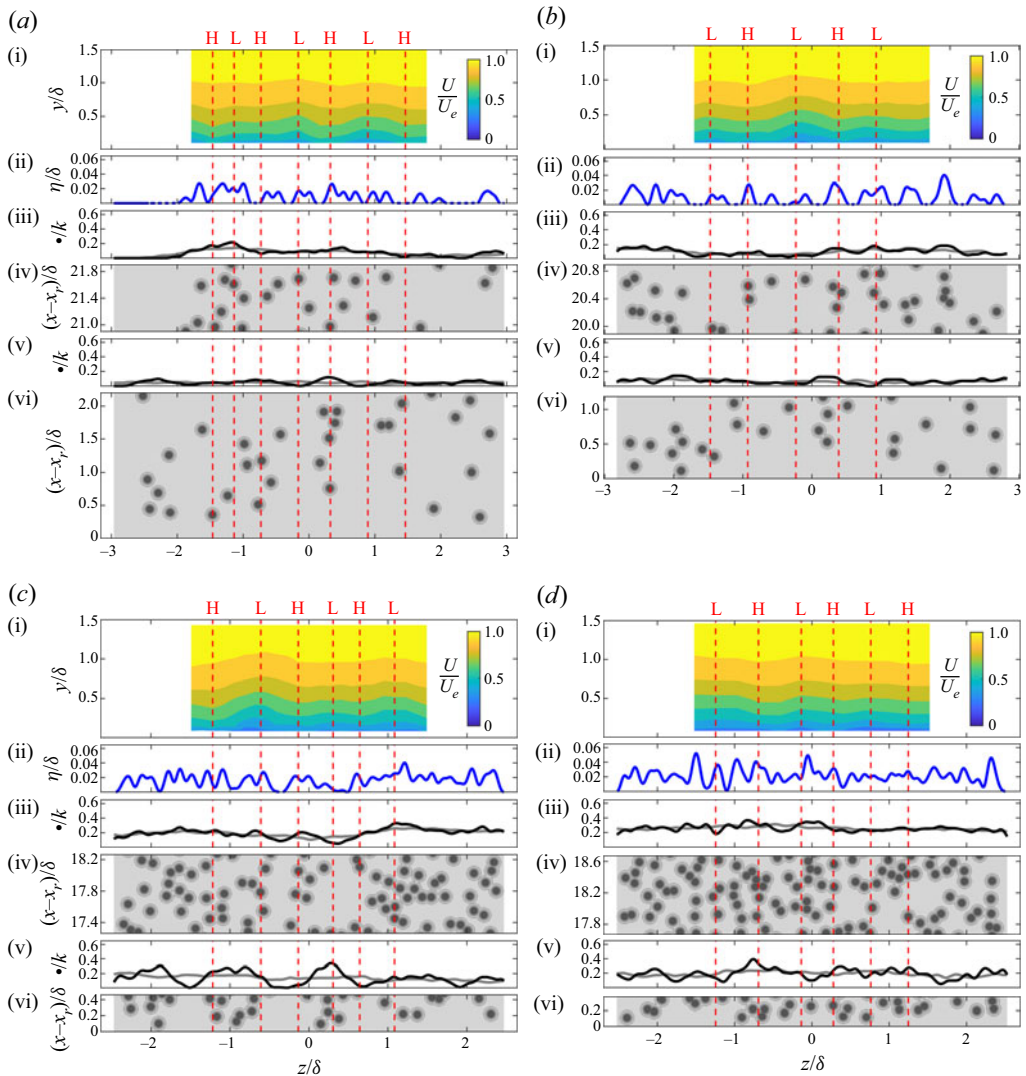 (a)
H L H L H L H
(i)
1.5
1.0
0.5
y/δ
U/U_e
1.0
0.5
0
(ii)
0.06
0.02
η/δ
(iii)
0.6
0.2
•/k
(iv)
21.8
21.4
21.0
(x–x_r)/δ
(v)
0.6
0.2
•/k
(vi)
2.0
1.5
1.0
0.5
0
(x–x_r)/δ
–3 –2 –1 0 1 2 3
(b)
L H L H L
(i)
1.5
1.0
0.5
U/U_e
1.0
0.5
0
(ii)
0.06
0.04
0.02
0
(iii)
0.6
0.4
0.2
0
(iv)
20.8
20.4
20.0
(v)
0.6
0.4
0.2
0
(vi)
1.0
0.5
0
–3 –2 –1 0 1 2 3
(c)
H L H L H L
(i)
1.5
1.0
0.5
y/δ
U/U_e
1.0
0.5
0
(ii)
0.06
0.02
η/δ
(iii)
0.6
0.2
•/k
(iv)
18.2
17.8
17.4
(x–x_r)/δ
(v)
0.6
0.2
•/k
(vi)
0.4
0.2
0
(x–x_r)/δ
–2 –1 0 1 2
z/δ
(d)
L H L H L H
(i)
1.5
1.0
0.5
U/U_e
1.0
0.5
0
(ii)
0.06
0.04
0.02
0
(iii)
0.6
0.4
0.2
0
(iv)
18.6
18.2
17.8
(v)
0.6
0.4
0.2
0
(vi)
0.2
0
–2 –1 0 1 2
z/δ